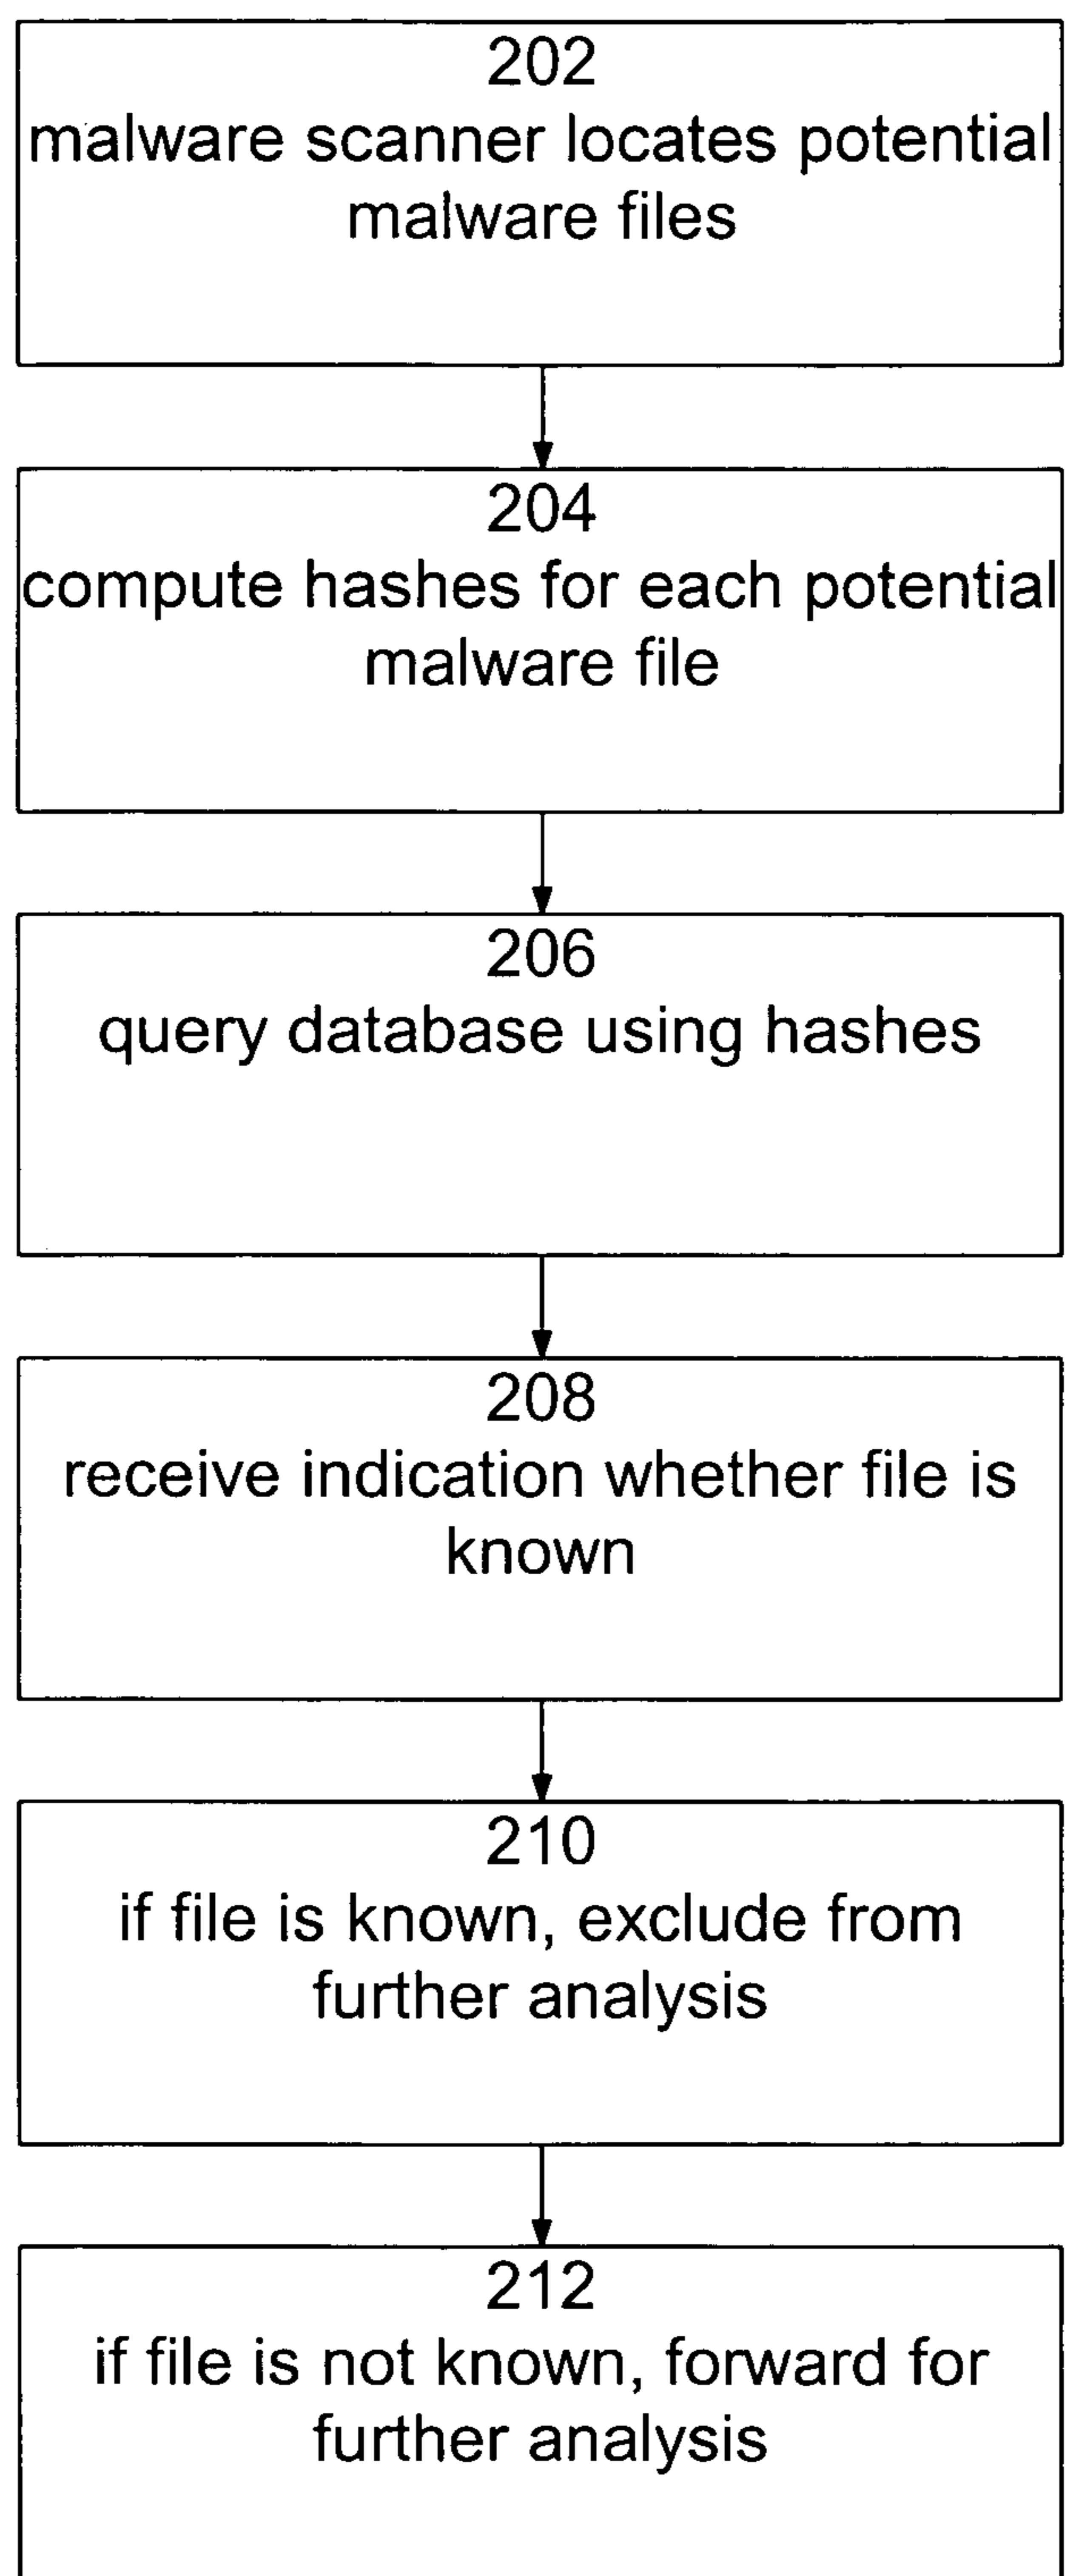 202
malware scanner locates potential
malware files
204
compute hashes for each potential
malware file
206
query database using hashes
208
receive indication whether file is
known
210
if file is known, exclude from
further analysis
212
if file is not known, forward for
further analysis